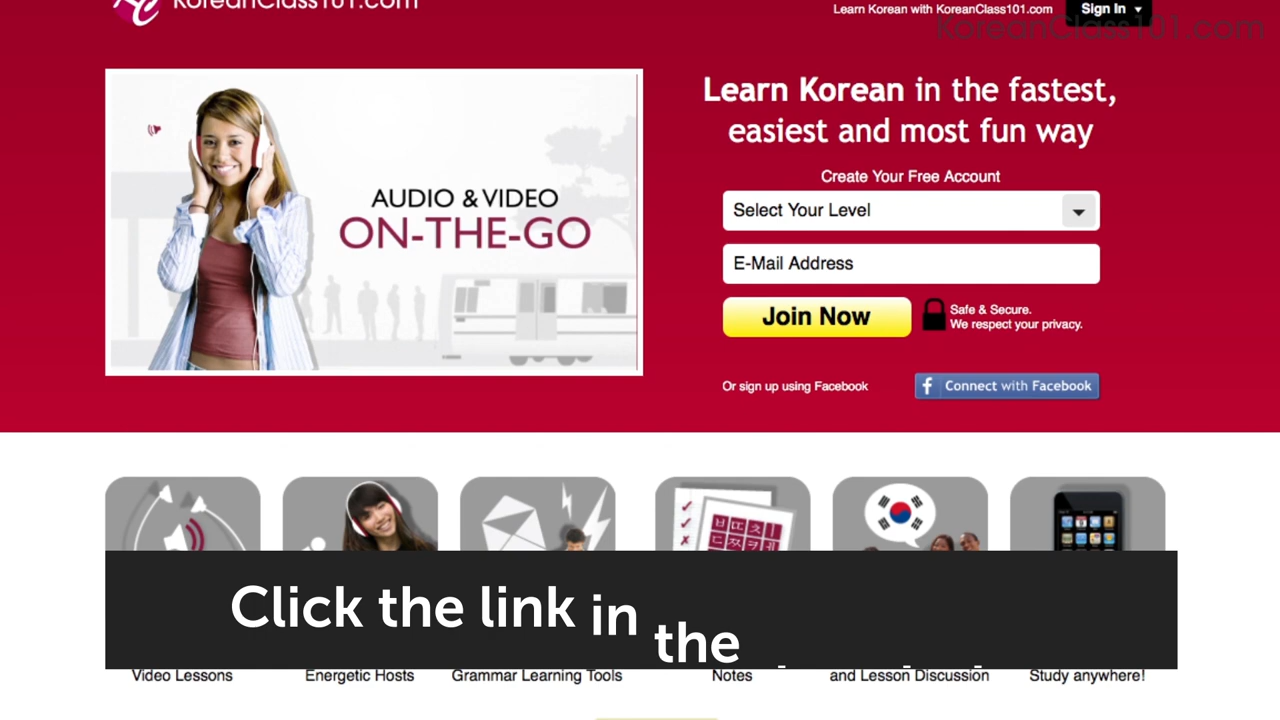 KoreanClass101.com
Learn Korean with KoreanClass101.com
Sign In
KoreanClass101.com
AUDIO & VIDEO
ON-THE-GO
Learn Korean in the fastest,
easiest and most fun way
Create Your Free Account
Select Your Level
E-Mail Address
Join Now
Safe & Secure.
We respect your privacy.
Or sign up using Facebook
Connect with Facebook
Click the link in the
Video Lessons
Energetic Hosts
Grammar Learning Tools
Notes
and Lesson Discussion
Study anywhere!